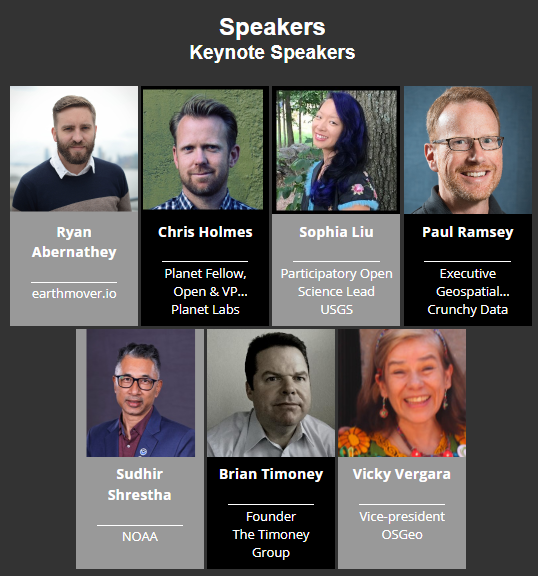 Speakers
Keynote Speakers
Ryan
Abernathey
earthmover.io
Chris Holmes
Planet Fellow,
Open & VP...
Planet Labs
Sophia Liu
Participatory Open
Science Lead
USGS
Paul Ramsey
Executive
Geospatial...
Crunchy Data
Sudhir
Shrestha
NOAA
Brian Timoney
Founder
The Timoney
Group
Vicky Vergara
Vice-president
OSGeo